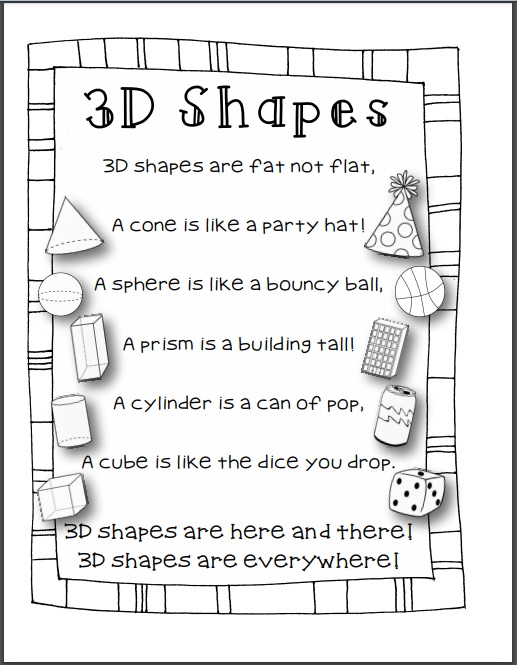 3D Shapes
3D shapes are fat not flat,
A cone is like a party hat!
A sphere is like a bouncy ball,
A prism is a building tall!
A cylinder is a can of pop,
A cube is like the dice you drop.
3D shapes are here and there!
3D shapes are everywhere!